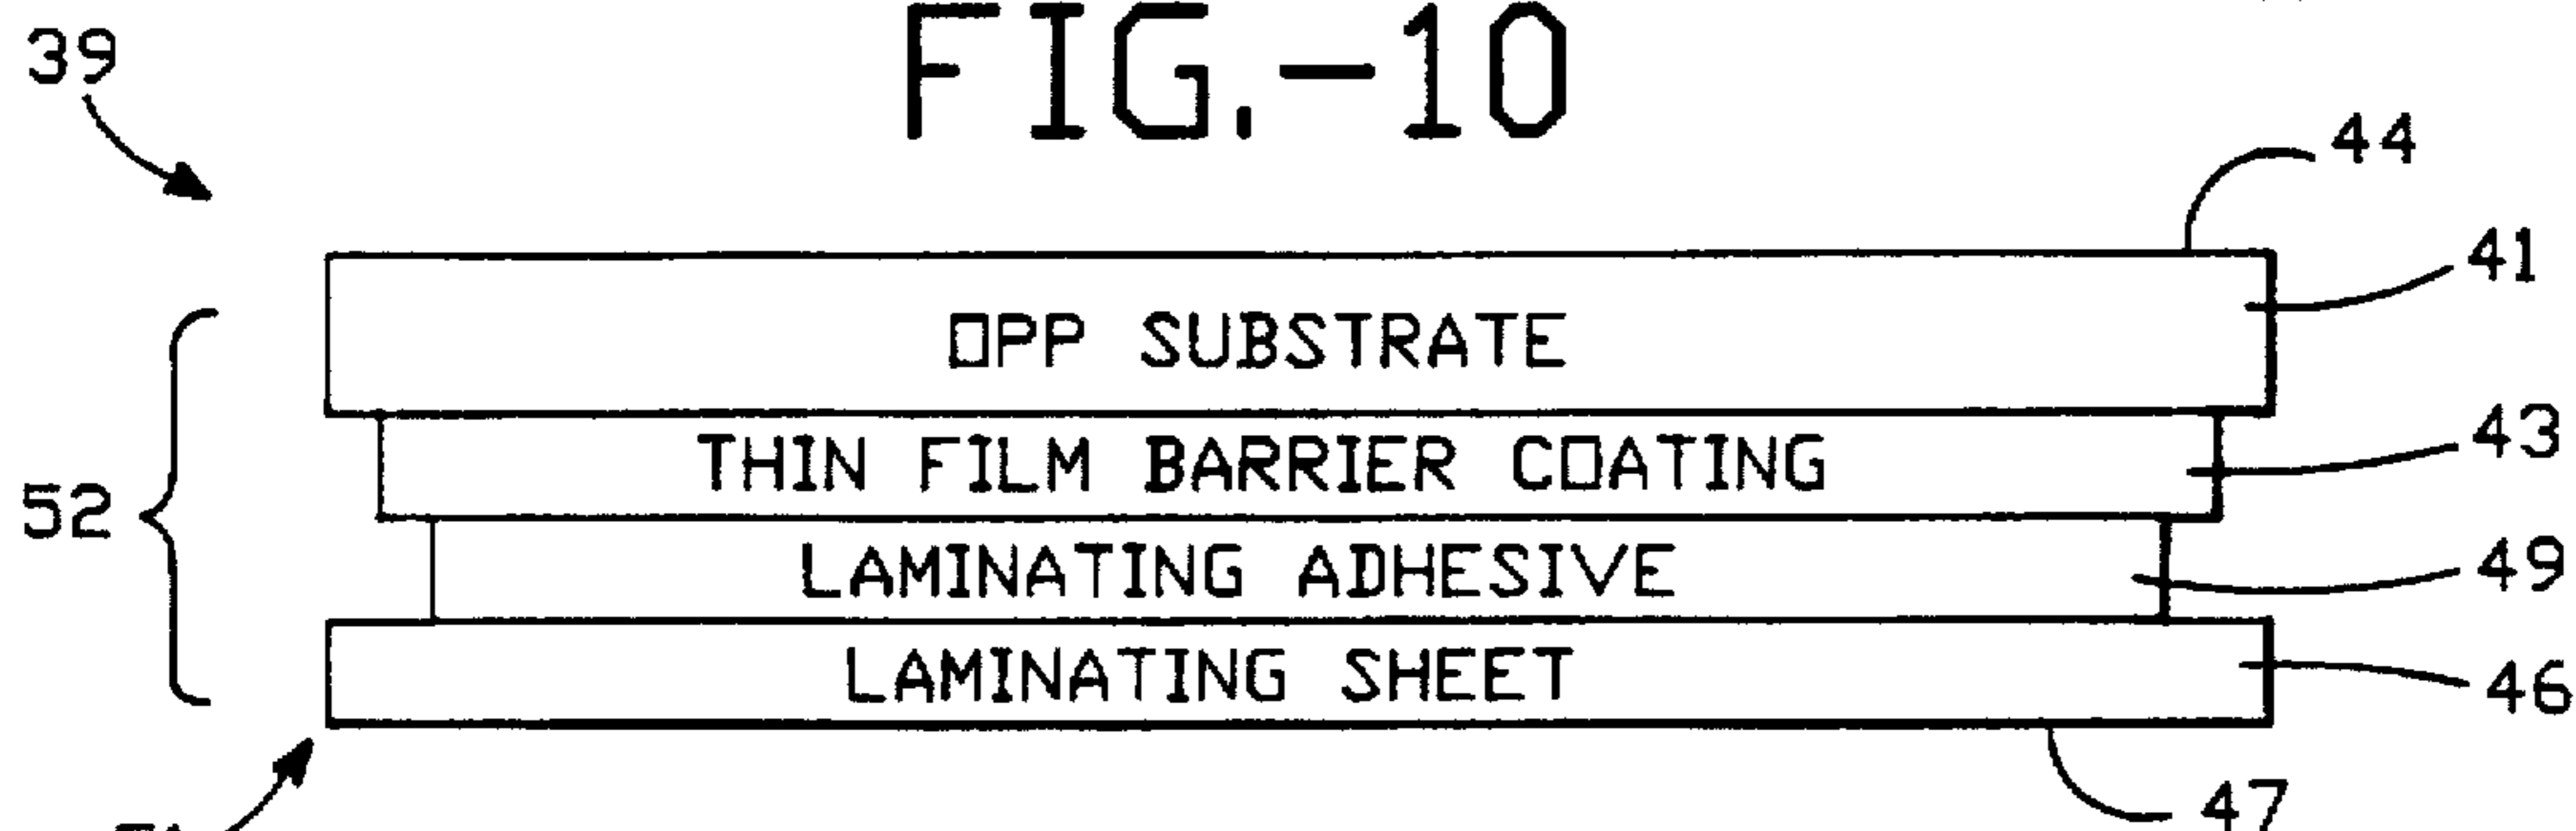 FIG.-10
39
44
41
OPP SUBSTRATE
43
THIN FILM BARRIER COATING
52
49
LAMINATING ADHESIVE
46
LAMINATING SHEET
47